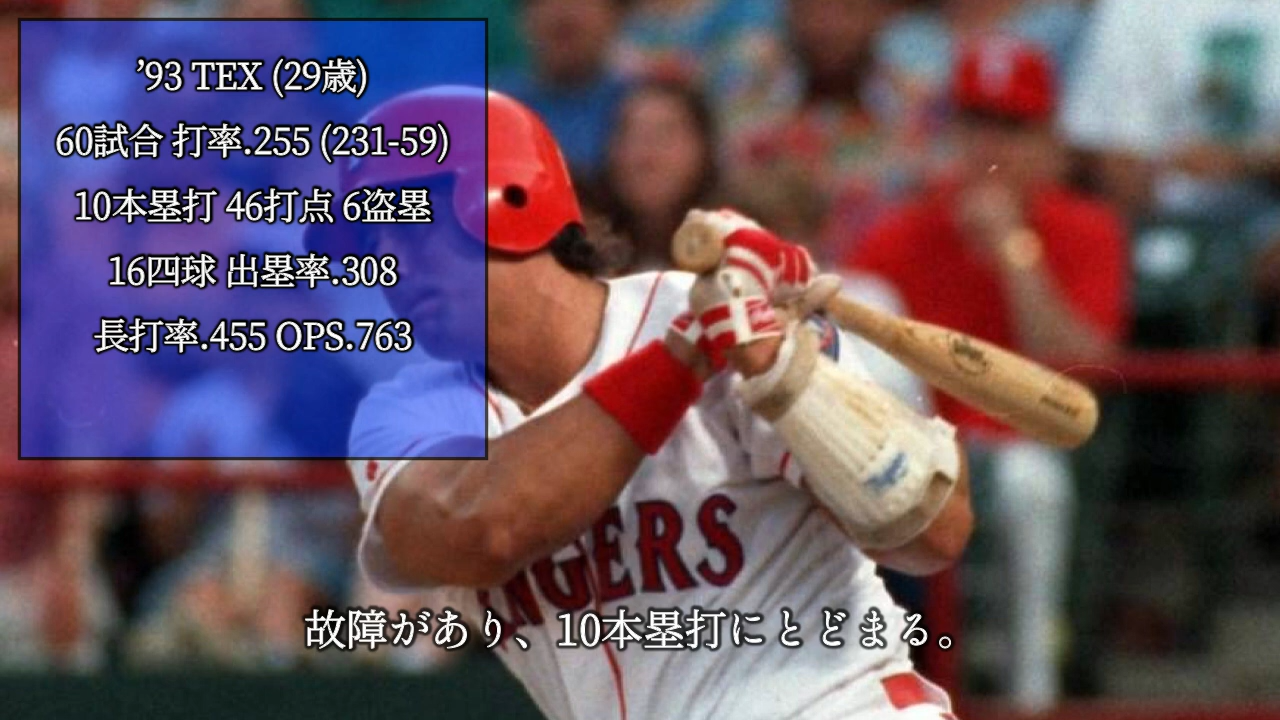 ’93 TEX (29歳)
60試合 打率.255 (231-59)
10本塁打 46打点 6盗塁
16四球 出塁率.308
長打率.455 OPS.763
NGERS
故障があり、10本塁打にとどまる。